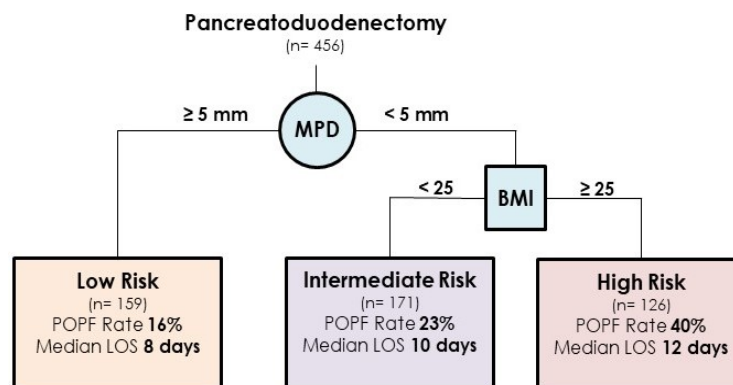 Pancreatoduodenectomy
(n= 456)
≥ 5 mm
MPD
< 5 mm
< 25
BMI
≥ 25
Low Risk
(n= 159)
POPF Rate 16%
Median LOS 8 days
Intermediate Risk
(n= 171)
POPF Rate 23%
Median LOS 10 days
High Risk
(n= 126)
POPF Rate 40%
Median LOS 12 days